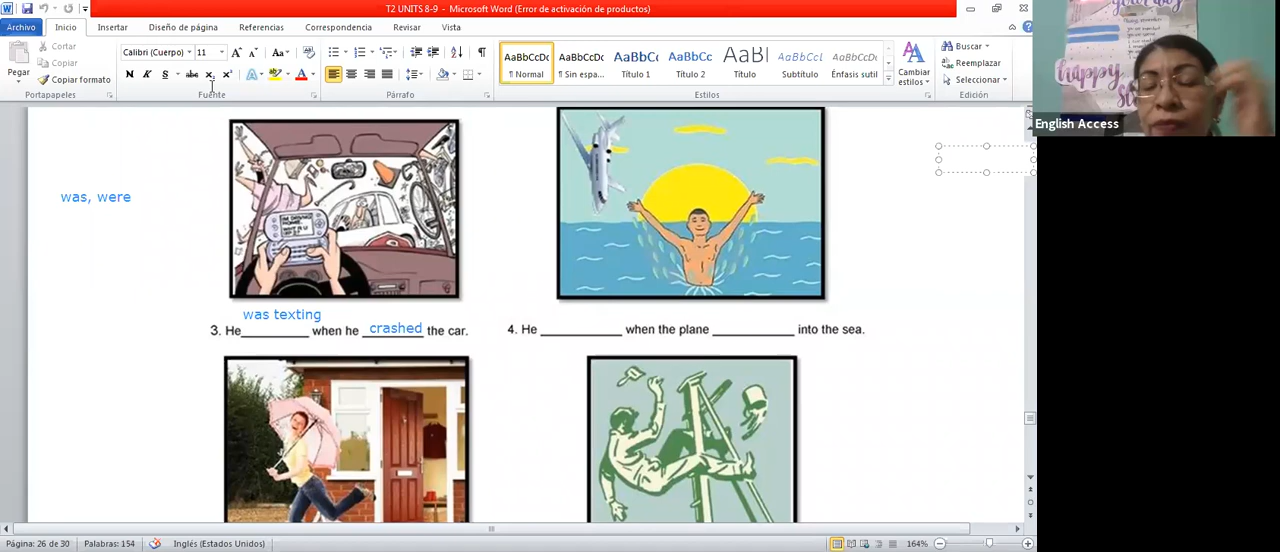 T2 UNITS 8-9 - Microsoft Word (Error de activación de productos)
Archivo Inicio Insertar Diseño de página Referencias Correspondencia Revisar Vista
Pegar
Cortar
Copiar
Copiar formato
Portapapeles
Calibri (Cuerpo) 11
Fuente
Párrafo
AaBbCcDc AaBbCcDc AaBbC( AaBbCc AaB AaBbCcL AaBbCcDc
¶ Normal ¶ Sin espa... Título 1 Título 2 Título Subtítulo Énfasis sutil
Cambiar estilos
Estilos
Buscar
Reemplazar
Seleccionar
Edición
happy
English Access
was, were
was texting
3. He__________ when he crashed the car.
4. He ____________ when the plane ____________ into the sea.
Página: 26 de 30 Palabras: 154 Inglés (Estados Unidos) 164%